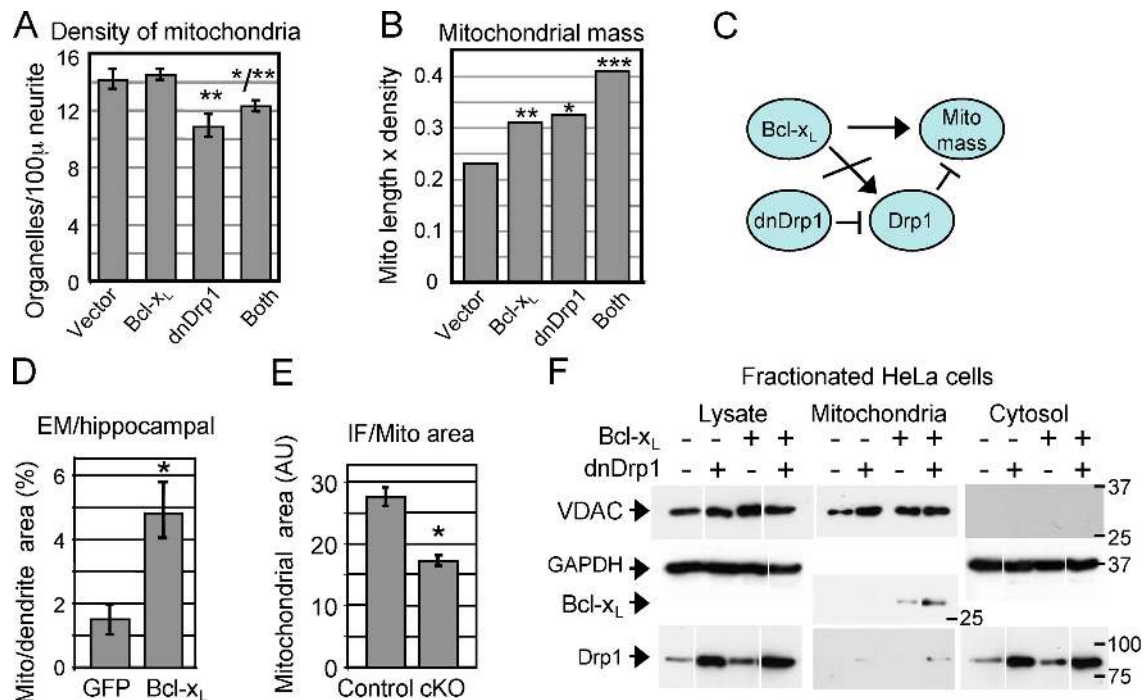 A
Density of mitochondria
Organelles/100µ neurite
16
12
8
4
0
**
*/**
Vector
Bcl-xL
dnDrp1
Both
B
Mitochondrial mass
Mito length x density
0.4
0.3
0.2
0.1
0
**
*
***
Vector
Bcl-xL
dnDrp1
Both
C
Bcl-xL
Mito
mass
dnDrp1
Drp1
D
EM/hippocampal
Mito/dendrite area (%)
6
4
2
0
*
GFP Bcl-xL
E
IF/Mito area
Mitochondrial area (AU)
30
20
10
0
*
Control cKO
F
Fractionated HeLa cells
Lysate Mitochondria Cytosol
Bcl-xL - - + + - - + + - - + +
dnDrp1 - + - + - + - + - + - +
VDAC
37
25
GAPDH
37
Bcl-xL
25
Drp1
100
75